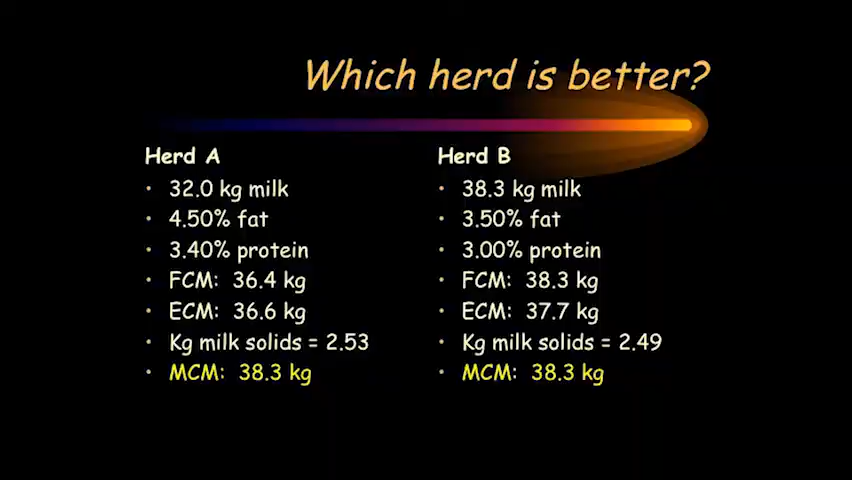 Which herd is better?
Herd A
• 32.0 kg milk
• 4.50% fat
• 3.40% protein
• FCM: 36.4 kg
• ECM: 36.6 kg
• Kg milk solids = 2.53
• MCM: 38.3 kg
Herd B
• 38.3 kg milk
• 3.50% fat
• 3.00% protein
• FCM: 38.3 kg
• ECM: 37.7 kg
• Kg milk solids = 2.49
• MCM: 38.3 kg